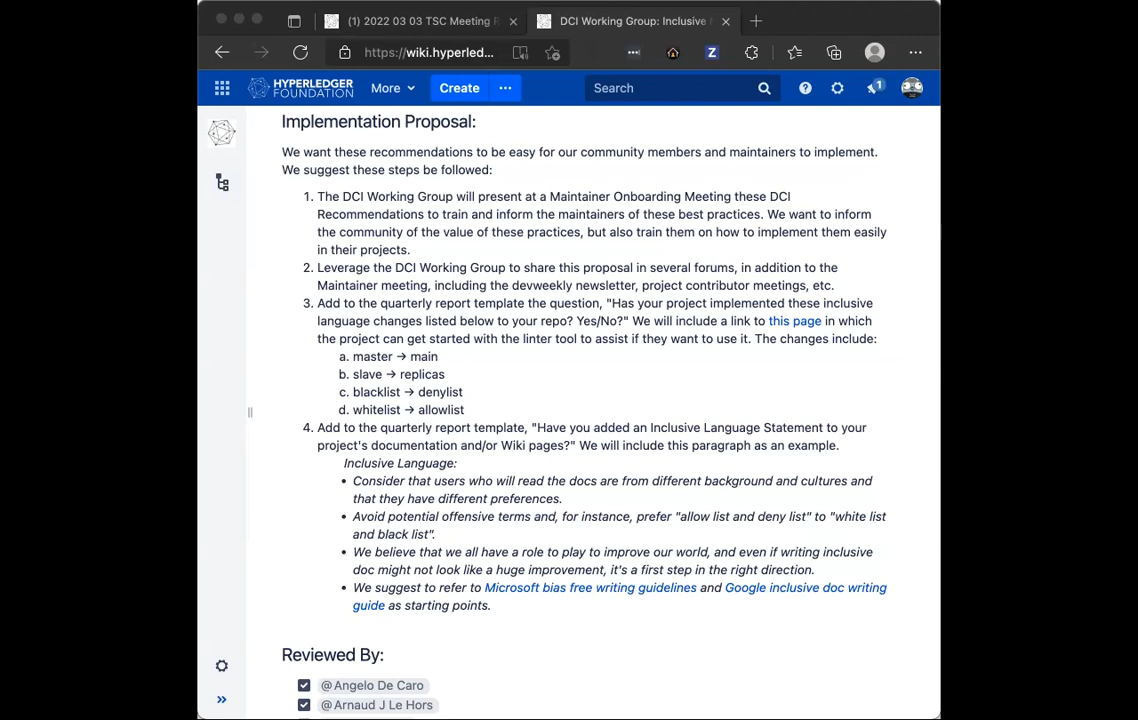 (1) 2022 03 03 TSC Meeting R
DCI Working Group: Inclusive
https://wiki.hyperled...
Z
HYPERLEDGER
FOUNDATION
More
Create
Search
1
Implementation Proposal:
We want these recommendations to be easy for our community members and maintainers to implement.
We suggest these steps be followed:
1. The DCI Working Group will present at a Maintainer Onboarding Meeting these DCI
Recommendations to train and inform the maintainers of these best practices. We want to inform
the community of the value of these practices, but also train them on how to implement them easily
in their projects.
2. Leverage the DCI Working Group to share this proposal in several forums, in addition to the
Maintainer meeting, including the devweekly newsletter, project contributor meetings, etc.
3. Add to the quarterly report template the question, "Has your project implemented these inclusive
language changes listed below to your repo? Yes/No?" We will include a link to this page in which
the project can get started with the linter tool to assist if they want to use it. The changes include:
a. master → main
b. slave → replicas
c. blacklist → denylist
d. whitelist → allowlist
4. Add to the quarterly report template, "Have you added an Inclusive Language Statement to your
project's documentation and/or Wiki pages?" We will include this paragraph as an example.
Inclusive Language:
• Consider that users who will read the docs are from different background and cultures and
that they have different preferences.
• Avoid potential offensive terms and, for instance, prefer "allow list and deny list" to "white list
and black list".
• We believe that we all have a role to play to improve our world, and even if writing inclusive
doc might not look like a huge improvement, it's a first step in the right direction.
• We suggest to refer to Microsoft bias free writing guidelines and Google inclusive doc writing
guide as starting points.
Reviewed By:
@Angelo De Caro
@Arnaud J Le Hors